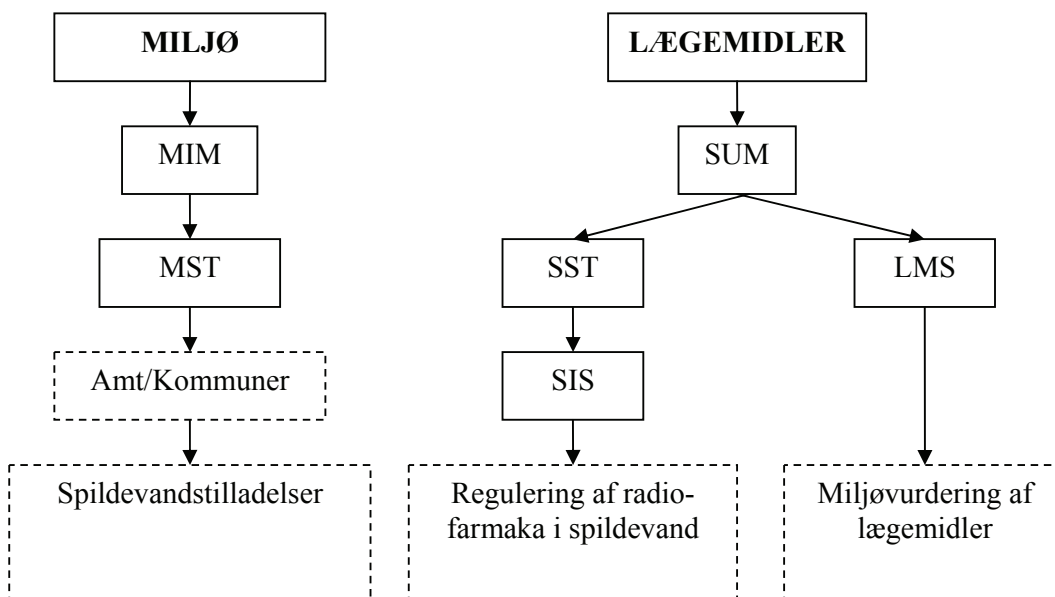 MILJØ
LÆGEMIDLER
MIM
SUM
MST
SST
LMS
Amt/Kommuner
SIS
Spildevandstilladelser
Regulering af radio-
farmaka i spildevand
Miljøvurdering af
lægemidler